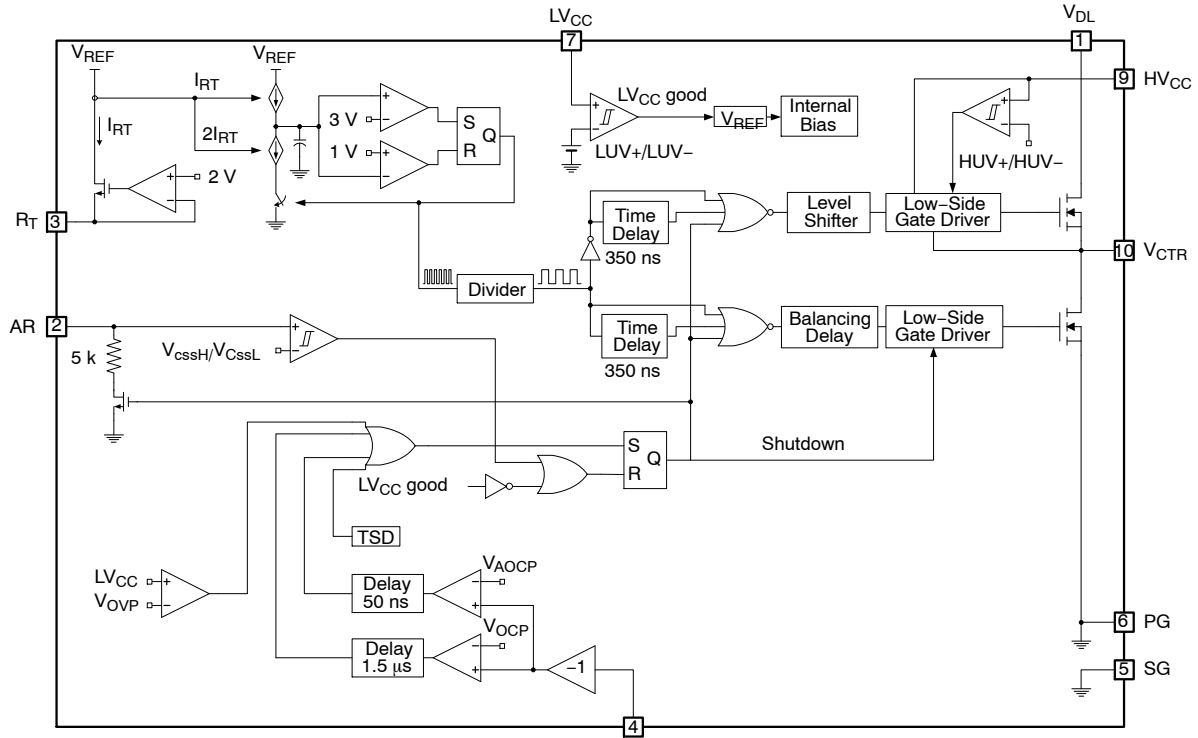 LVCC
VDL
7
1
VREF
VREF
9 HVCC
IRT
IRT
2IRT
3 V
1 V
S
R
Q
LVCC good
VREF
Internal
Bias
LUV+/LUV−
HUV+/HUV−
2 V
RT 3
Time
Delay
350 ns
Level
Shifter
Low−Side
Gate Driver
10 VCTR
Divider
AR 2
5 k
VcssH/VCssL
Time
Delay
350 ns
Balancing
Delay
Low−Side
Gate Driver
S
R
Q
Shutdown
LVCC good
TSD
LVCC
VOVP
Delay
50 ns
VAOCP
VOCP
Delay
1.5 μs
−1
6 PG
5 SG
4